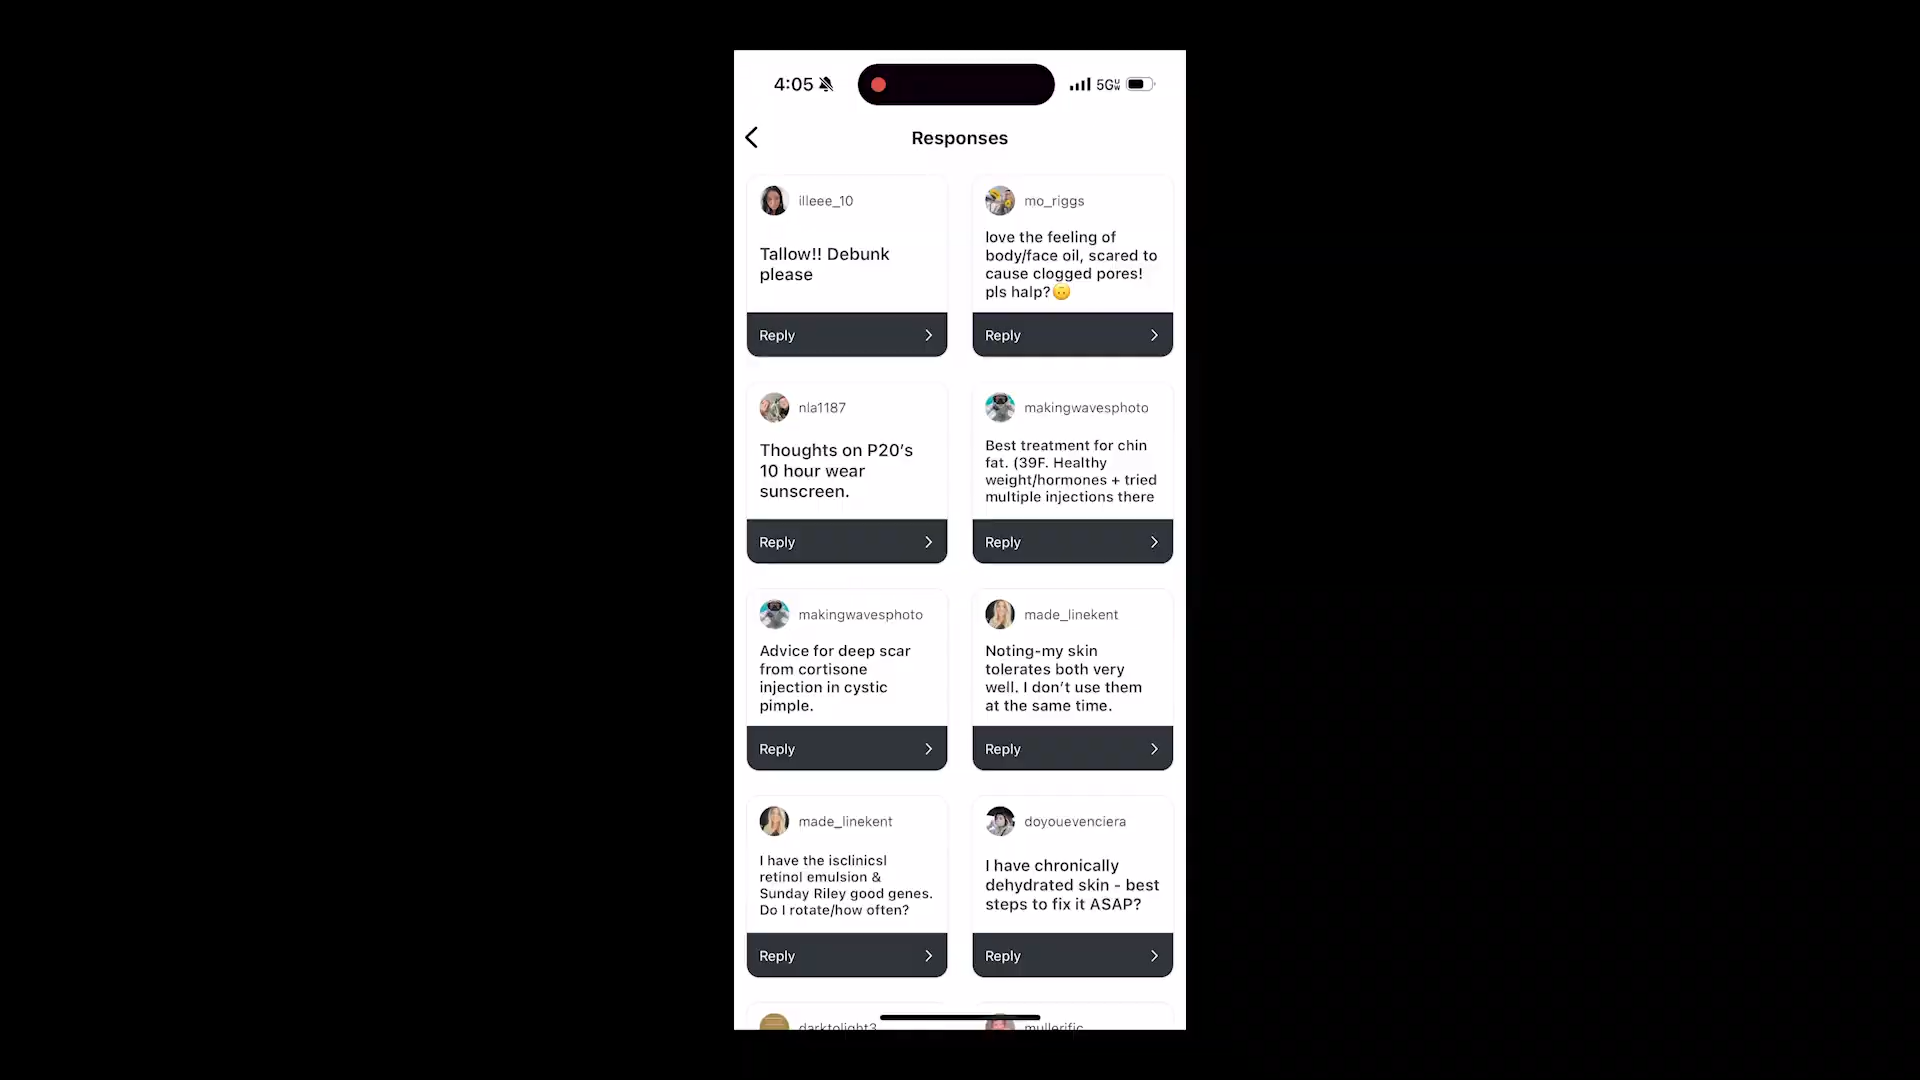 4:05
5G
Responses
illeee_10
Tallow!! Debunk
please
Reply
mo_riggs
love the feeling of
body/face oil, scared to
cause clogged pores!
pls halp?🙃
Reply
nla1187
Thoughts on P20’s
10 hour wear
sunscreen.
Reply
makingwavesphoto
Best treatment for chin
fat. (39F. Healthy
weight/hormones + tried
multiple injections there
Reply
makingwavesphoto
Advice for deep scar
from cortisone
injection in cystic
pimple.
Reply
made_linekent
Noting-my skin
tolerates both very
well. I don’t use them
at the same time.
Reply
made_linekent
I have the isclinicsl
retinol emulsion &
Sunday Riley good genes.
Do I rotate/how often?
Reply
doyouevenciera
I have chronically
dehydrated skin - best
steps to fix it ASAP?
Reply
darktolight3
mullerific